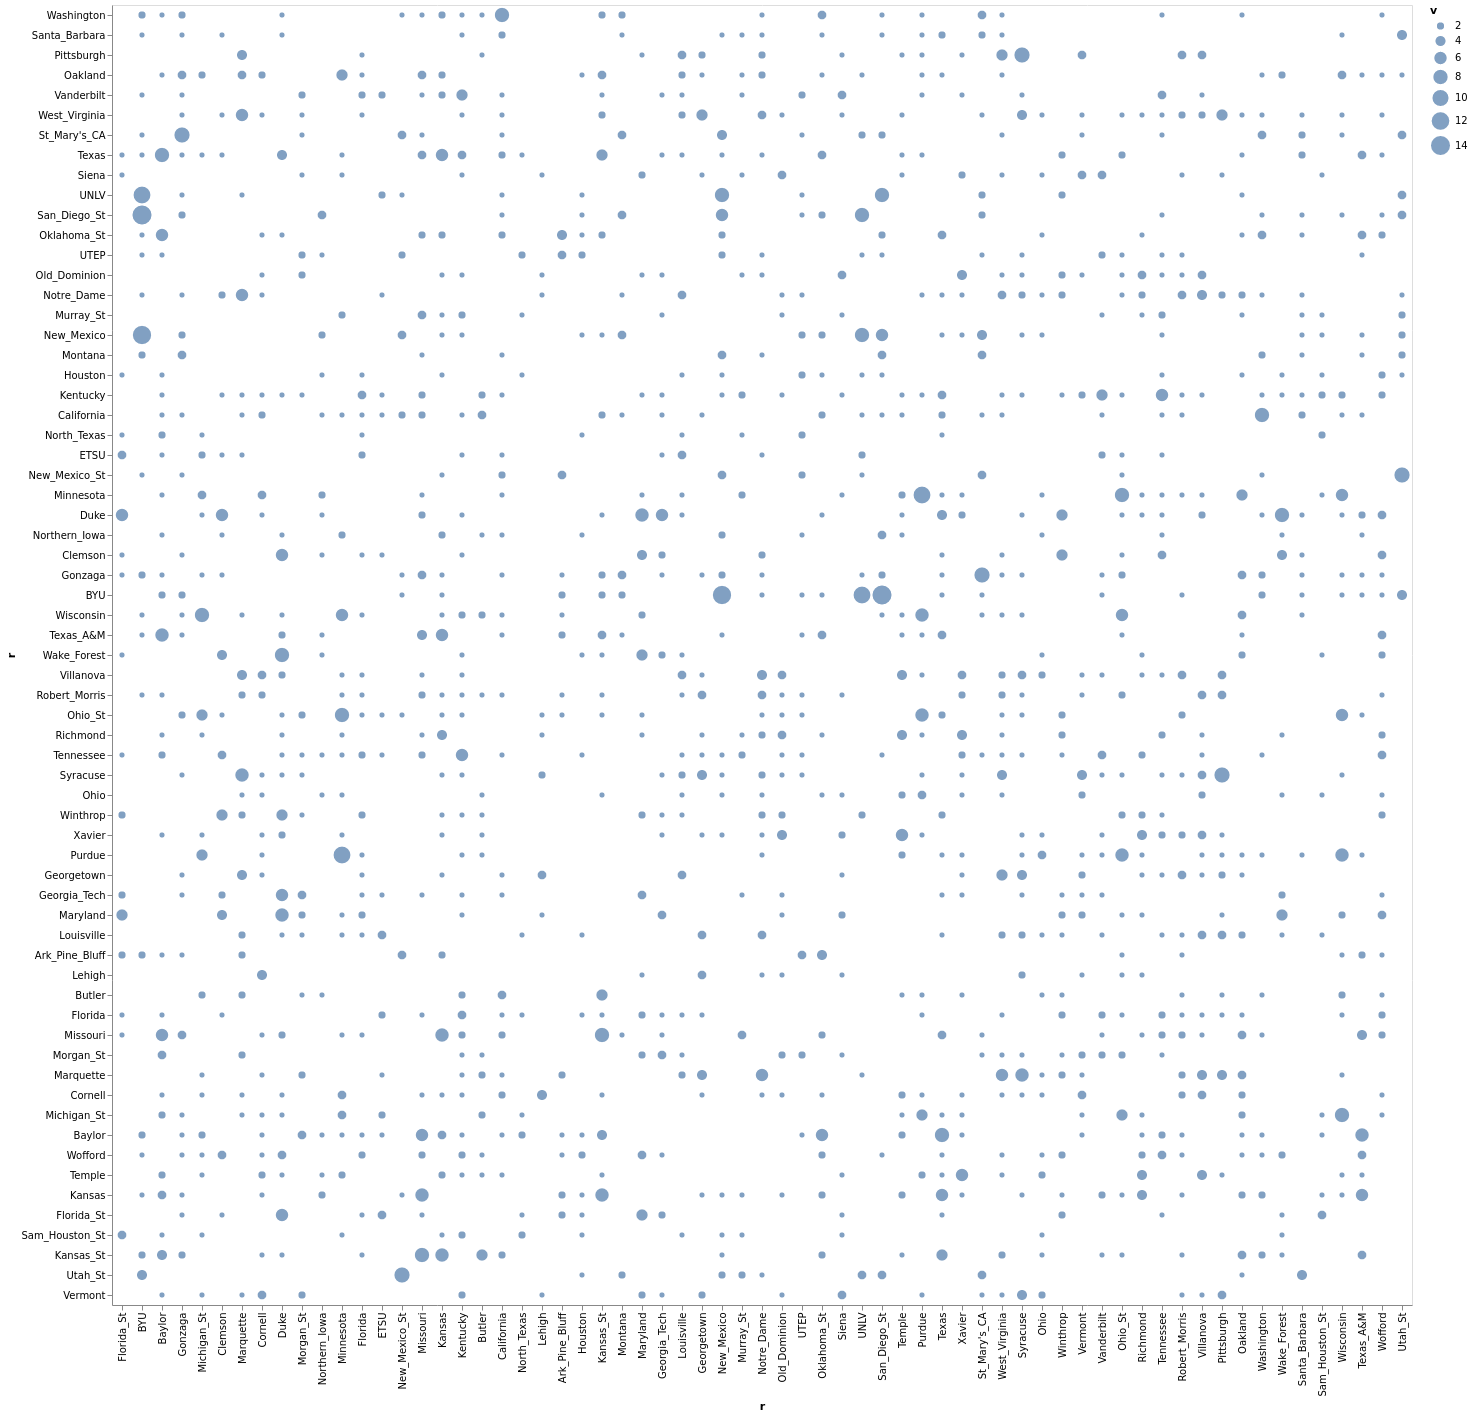 Washington
Santa_Barbara
Pittsburgh
Oakland
Vanderbilt
West_Virginia
St_Mary's_CA
Texas
Siena
UNLV
San_Diego_St
Oklahoma_St
UTEP
Old_Dominion
Notre_Dame
Murray_St
New_Mexico
Montana
Houston
Kentucky
California
North_Texas
ETSU
New_Mexico_St
Minnesota
Duke
Northern_Iowa
Clemson
Gonzaga
BYU
Wisconsin
Texas_A&M
Wake_Forest
Villanova
Robert_Morris
Ohio_St
Richmond
Tennessee
Syracuse
Ohio
Winthrop
Xavier
Purdue
Georgetown
Georgia_Tech
Maryland
Louisville
Ark_Pine_Bluff
Lehigh
Butler
Florida
Missouri
Morgan_St
Marquette
Cornell
Michigan_St
Baylor
Wofford
Temple
Kansas
Florida_St
Sam_Houston_St
Kansas_St
Utah_St
Vermont
r
Florida_St
BYU
Baylor
Gonzaga
Michigan_St
Clemson
Marquette
Cornell
Duke
Morgan_St
Northern_Iowa
Minnesota
Florida
ETSU
New_Mexico_St
Missouri
Kansas
Kentucky
Butler
California
North_Texas
Lehigh
Ark_Pine_Bluff
Houston
Kansas_St
Montana
Maryland
Georgia_Tech
Louisville
Georgetown
New_Mexico
Murray_St
Notre_Dame
Old_Dominion
UTEP
Oklahoma_St
Siena
UNLV
San_Diego_St
Temple
Purdue
Texas
Xavier
St_Mary's_CA
West_Virginia
Syracuse
Ohio
Winthrop
Vermont
Vanderbilt
Ohio_St
Richmond
Tennessee
Robert_Morris
Villanova
Pittsburgh
Oakland
Washington
Wake_Forest
Santa_Barbara
Sam_Houston_St
Wisconsin
Texas_A&M
Wofford
Utah_St
r
v
2
4
6
8
10
12
14